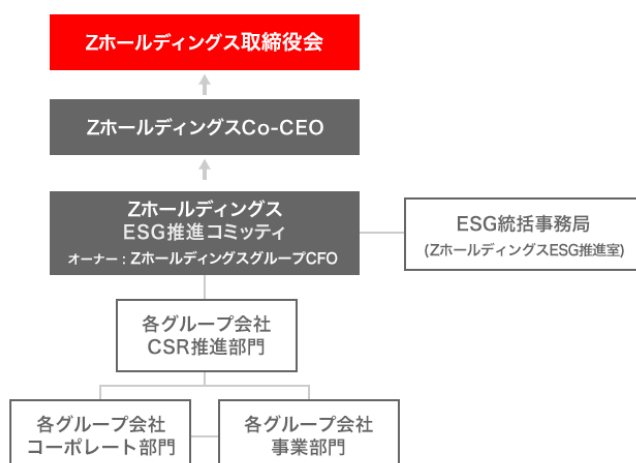 Zホールディングス取締役会
ZホールディングスCo-CEO
Zホールディングス
ESG推進コミッティ
オーナー：ZホールディングスグループCFO
ESG統括事務局
(ZホールディングスESG推進室)
各グループ会社
CSR推進部門
各グループ会社
コーポレート部門
各グループ会社
事業部門